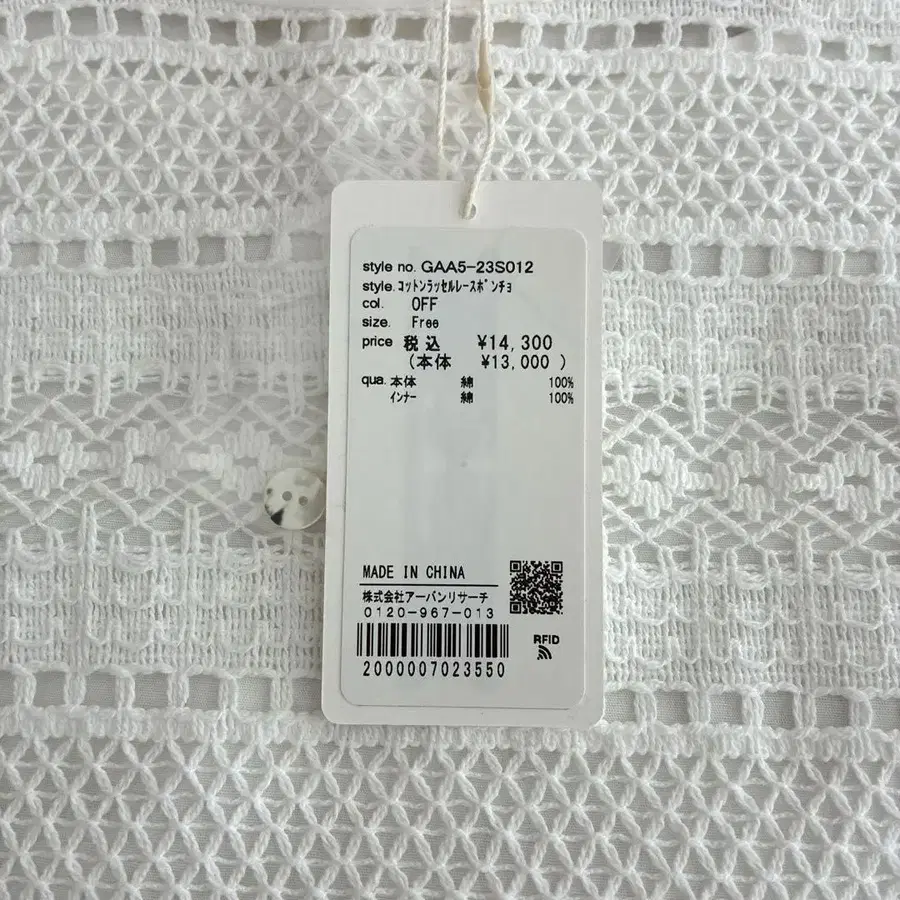 style no. GAA5-23S012
style. コットンラッセルレースポンチョ
col. OFF
size. Free
price 税込 ¥14,300
(本体 ¥13,000 )
qua. 本体 綿 100%
インナー 綿 100%
MADE IN CHINA
株式会社アーバンリサーチ
0120-967-013
RFID
2000007023550